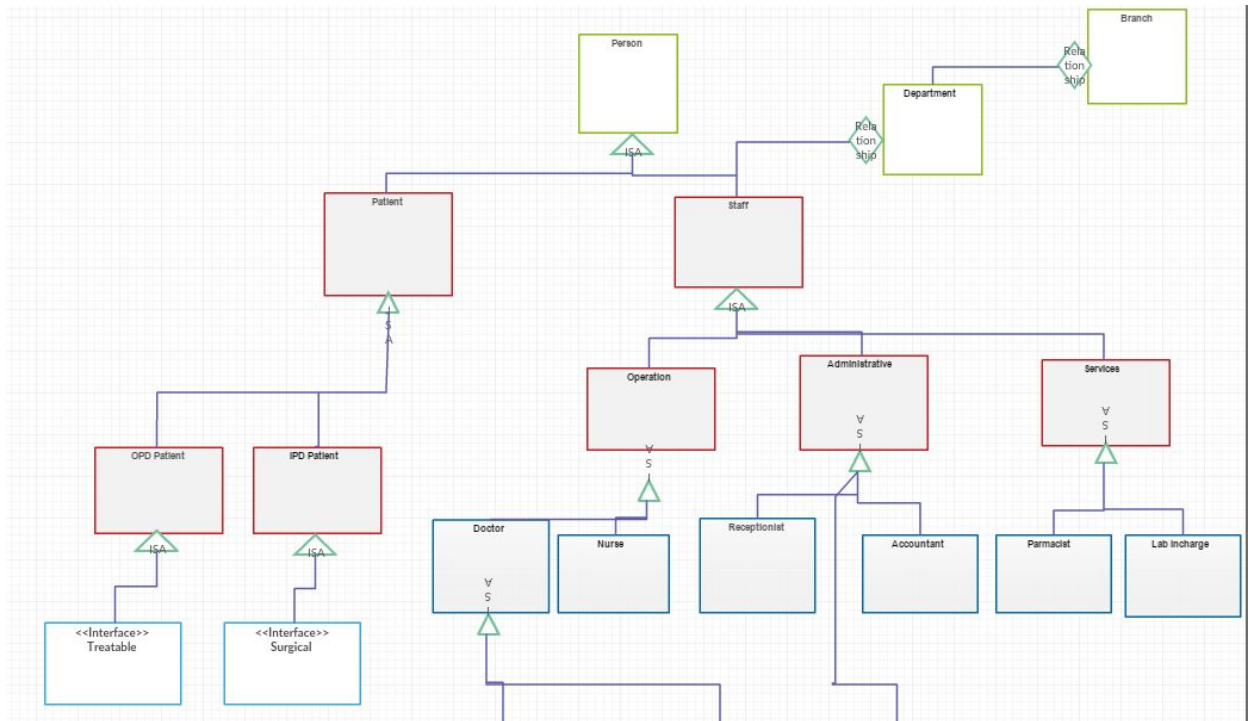 Branch
Person
Rela
tion
ship
Department
Rela
tion
ship
ISA
Patient
Staff
I
S
A
ISA
Operation
Administrative
Services
I
S
A
I
S
A
I
S
A
OPD Patient
IPD Patient
Doctor
Nurse
Receptionist
Accountant
Parmacist
Lab Incharge
ISA
ISA
I
S
A
<<Interface>>
Treatable
<<Interface>>
Surgical